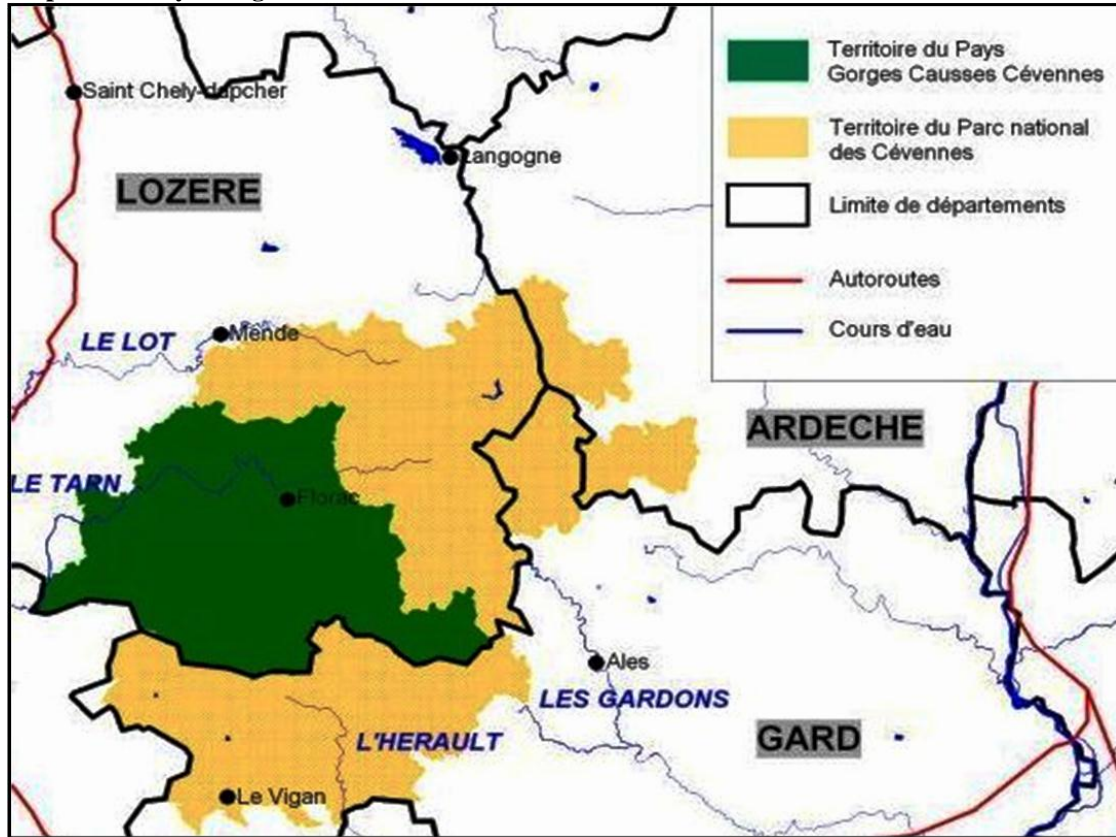 Territoire du Pays
Gorges Causses Cévennes
Territoire du Parc national
des Cévennes
Limite de départements
Autoroutes
Cours d'eau
Saint Chely-dapcher
Langogne
LOZERE
LE LOT
Mende
ARDECHE
LE TARN
Florac
Ales
LES GARDONS
L'HERAULT
GARD
Le Vigan